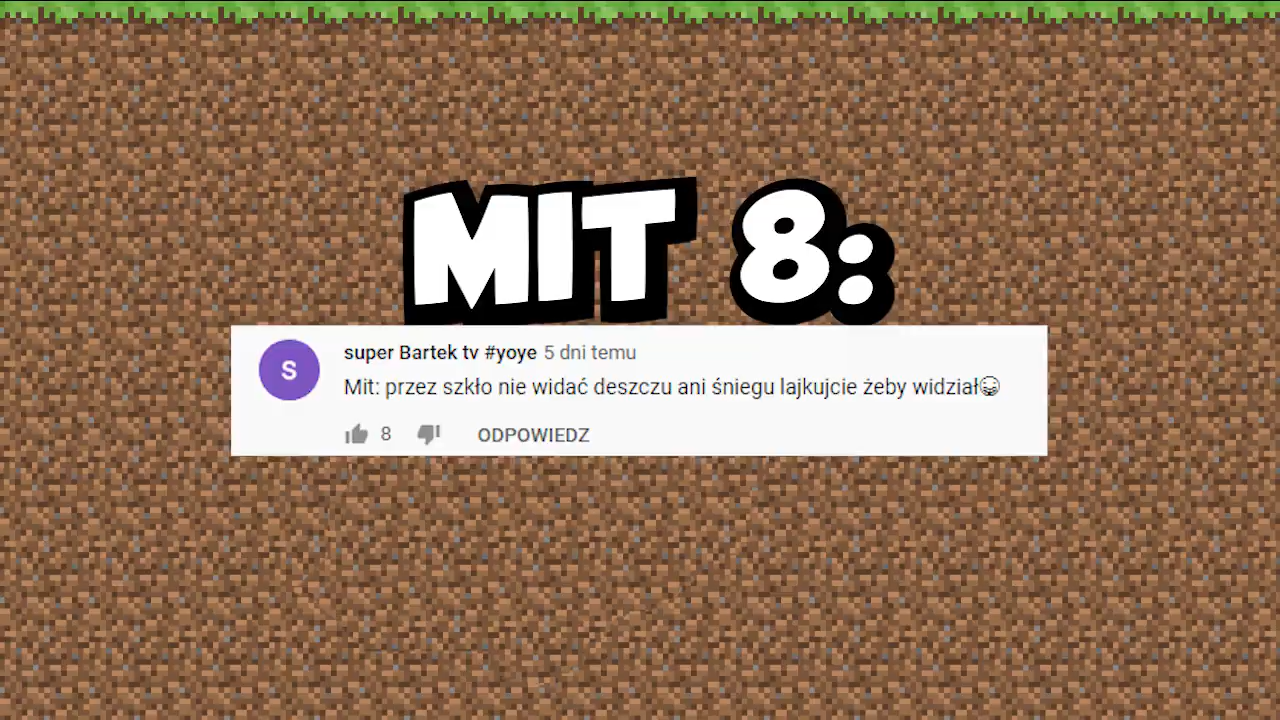 MIT 8:
S
super Bartek tv #yoye 5 dni temu
Mit: przez szkło nie widać deszczu ani śniegu lajkujcie żeby widział😀
8 ODPOWIEDZ